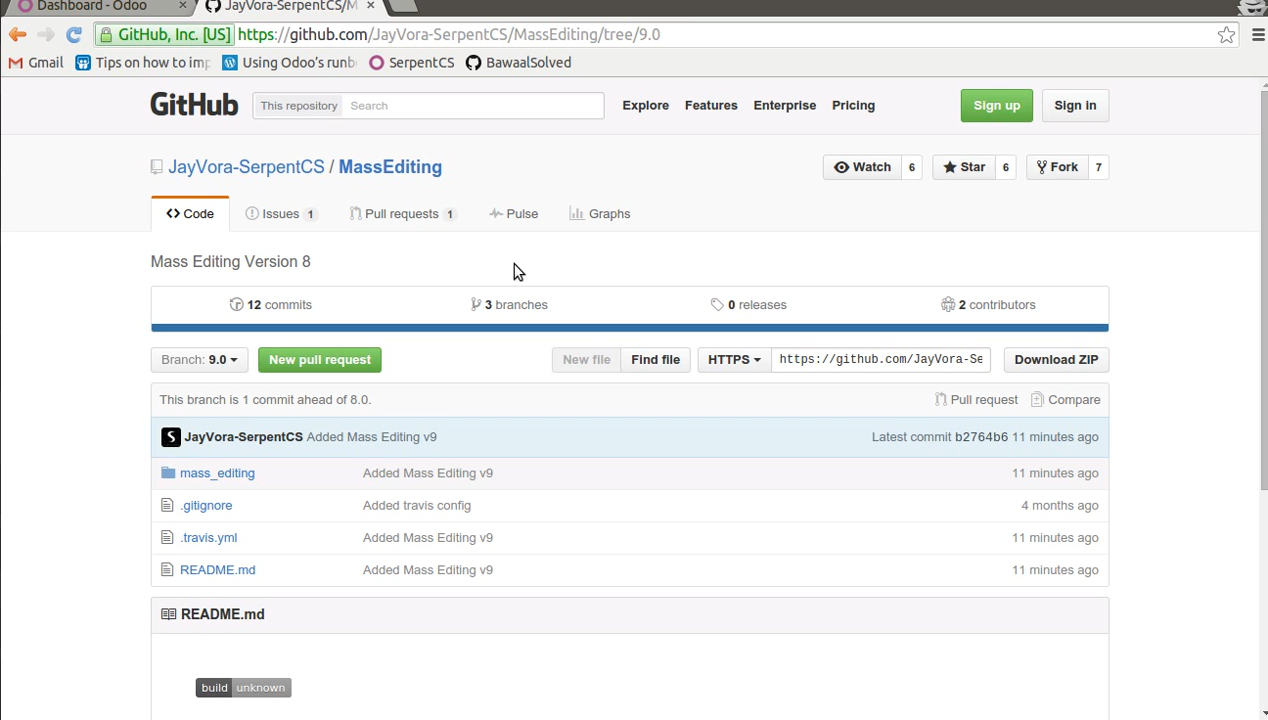 Dashboard - Odoo × JayVora-SerpentCS/M ×
GitHub, Inc. [US] https://github.com/JayVora-SerpentCS/MassEditing/tree/9.0
Gmail Tips on how to imp Using Odoo's runb SerpentCS BawaalSolved
GitHub This repository Search Explore Features Enterprise Pricing Sign up Sign in
JayVora-SerpentCS / MassEditing Watch 6 Star 6 Fork 7
<> Code Issues 1 Pull requests 1 Pulse Graphs
Mass Editing Version 8
12 commits 3 branches 0 releases 2 contributors
Branch: 9.0 New pull request New file Find file HTTPS https://github.com/JayVora-Se Download ZIP
This branch is 1 commit ahead of 8.0. Pull request Compare
S JayVora-SerpentCS Added Mass Editing v9 Latest commit b2764b6 11 minutes ago
mass_editing Added Mass Editing v9 11 minutes ago
.gitignore Added travis config 4 months ago
.travis.yml Added Mass Editing v9 11 minutes ago
README.md Added Mass Editing v9 11 minutes ago
README.md
build unknown